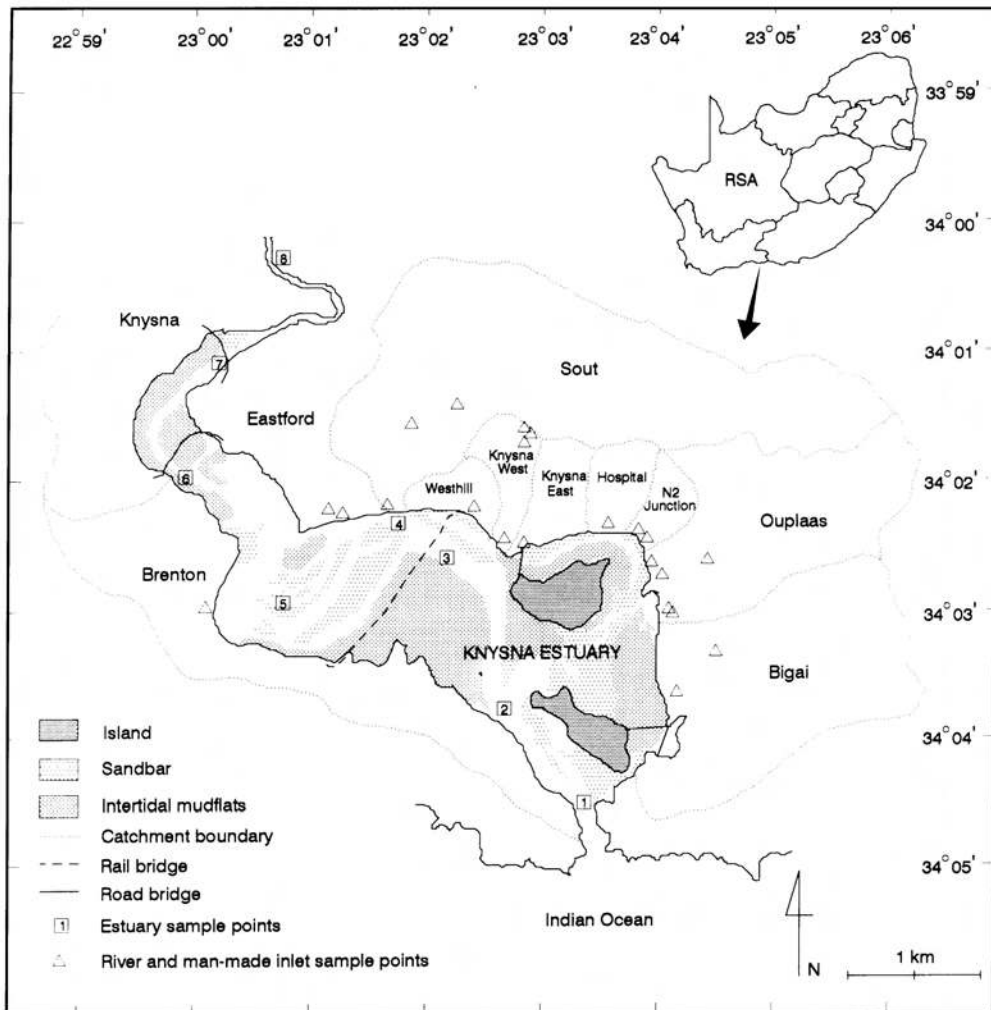 22°59' 23°00' 23°01' 23°02' 23°03' 23°04' 23°05' 23°06'
33°59'
RSA
34°00'
8
Knysna
34°01'
7
Sout
Eastford
Knysna
West
Knysna
East
Hospital
34°02'
6
Westhill
N2
Junction
Ouplaas
4
3
Brenton
5
34°03'
KNYSNA ESTUARY
Bigai
2
34°04'
1
34°05'
Indian Ocean
Island
Sandbar
Intertidal mudflats
Catchment boundary
Rail bridge
Road bridge
1 Estuary sample points
River and man-made inlet sample points
N
1 km